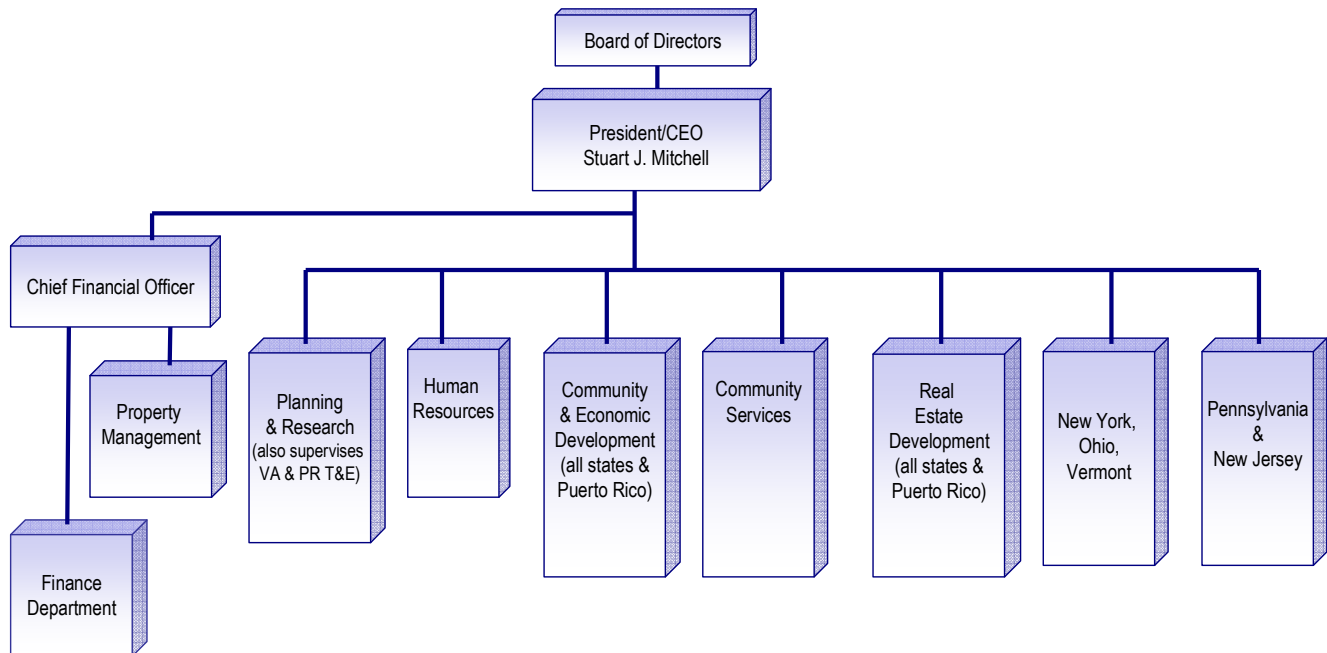 Board of Directors
President/CEO
Stuart J. Mitchell
Chief Financial Officer
Property
Management
Finance
Department
Planning
& Research
(also supervises
VA & PR T&E)
Human
Resources
Community
& Economic
Development
(all states &
Puerto Rico)
Community
Services
Real
Estate
Development
(all states &
Puerto Rico)
New York,
Ohio,
Vermont
Pennsylvania
&
New Jersey